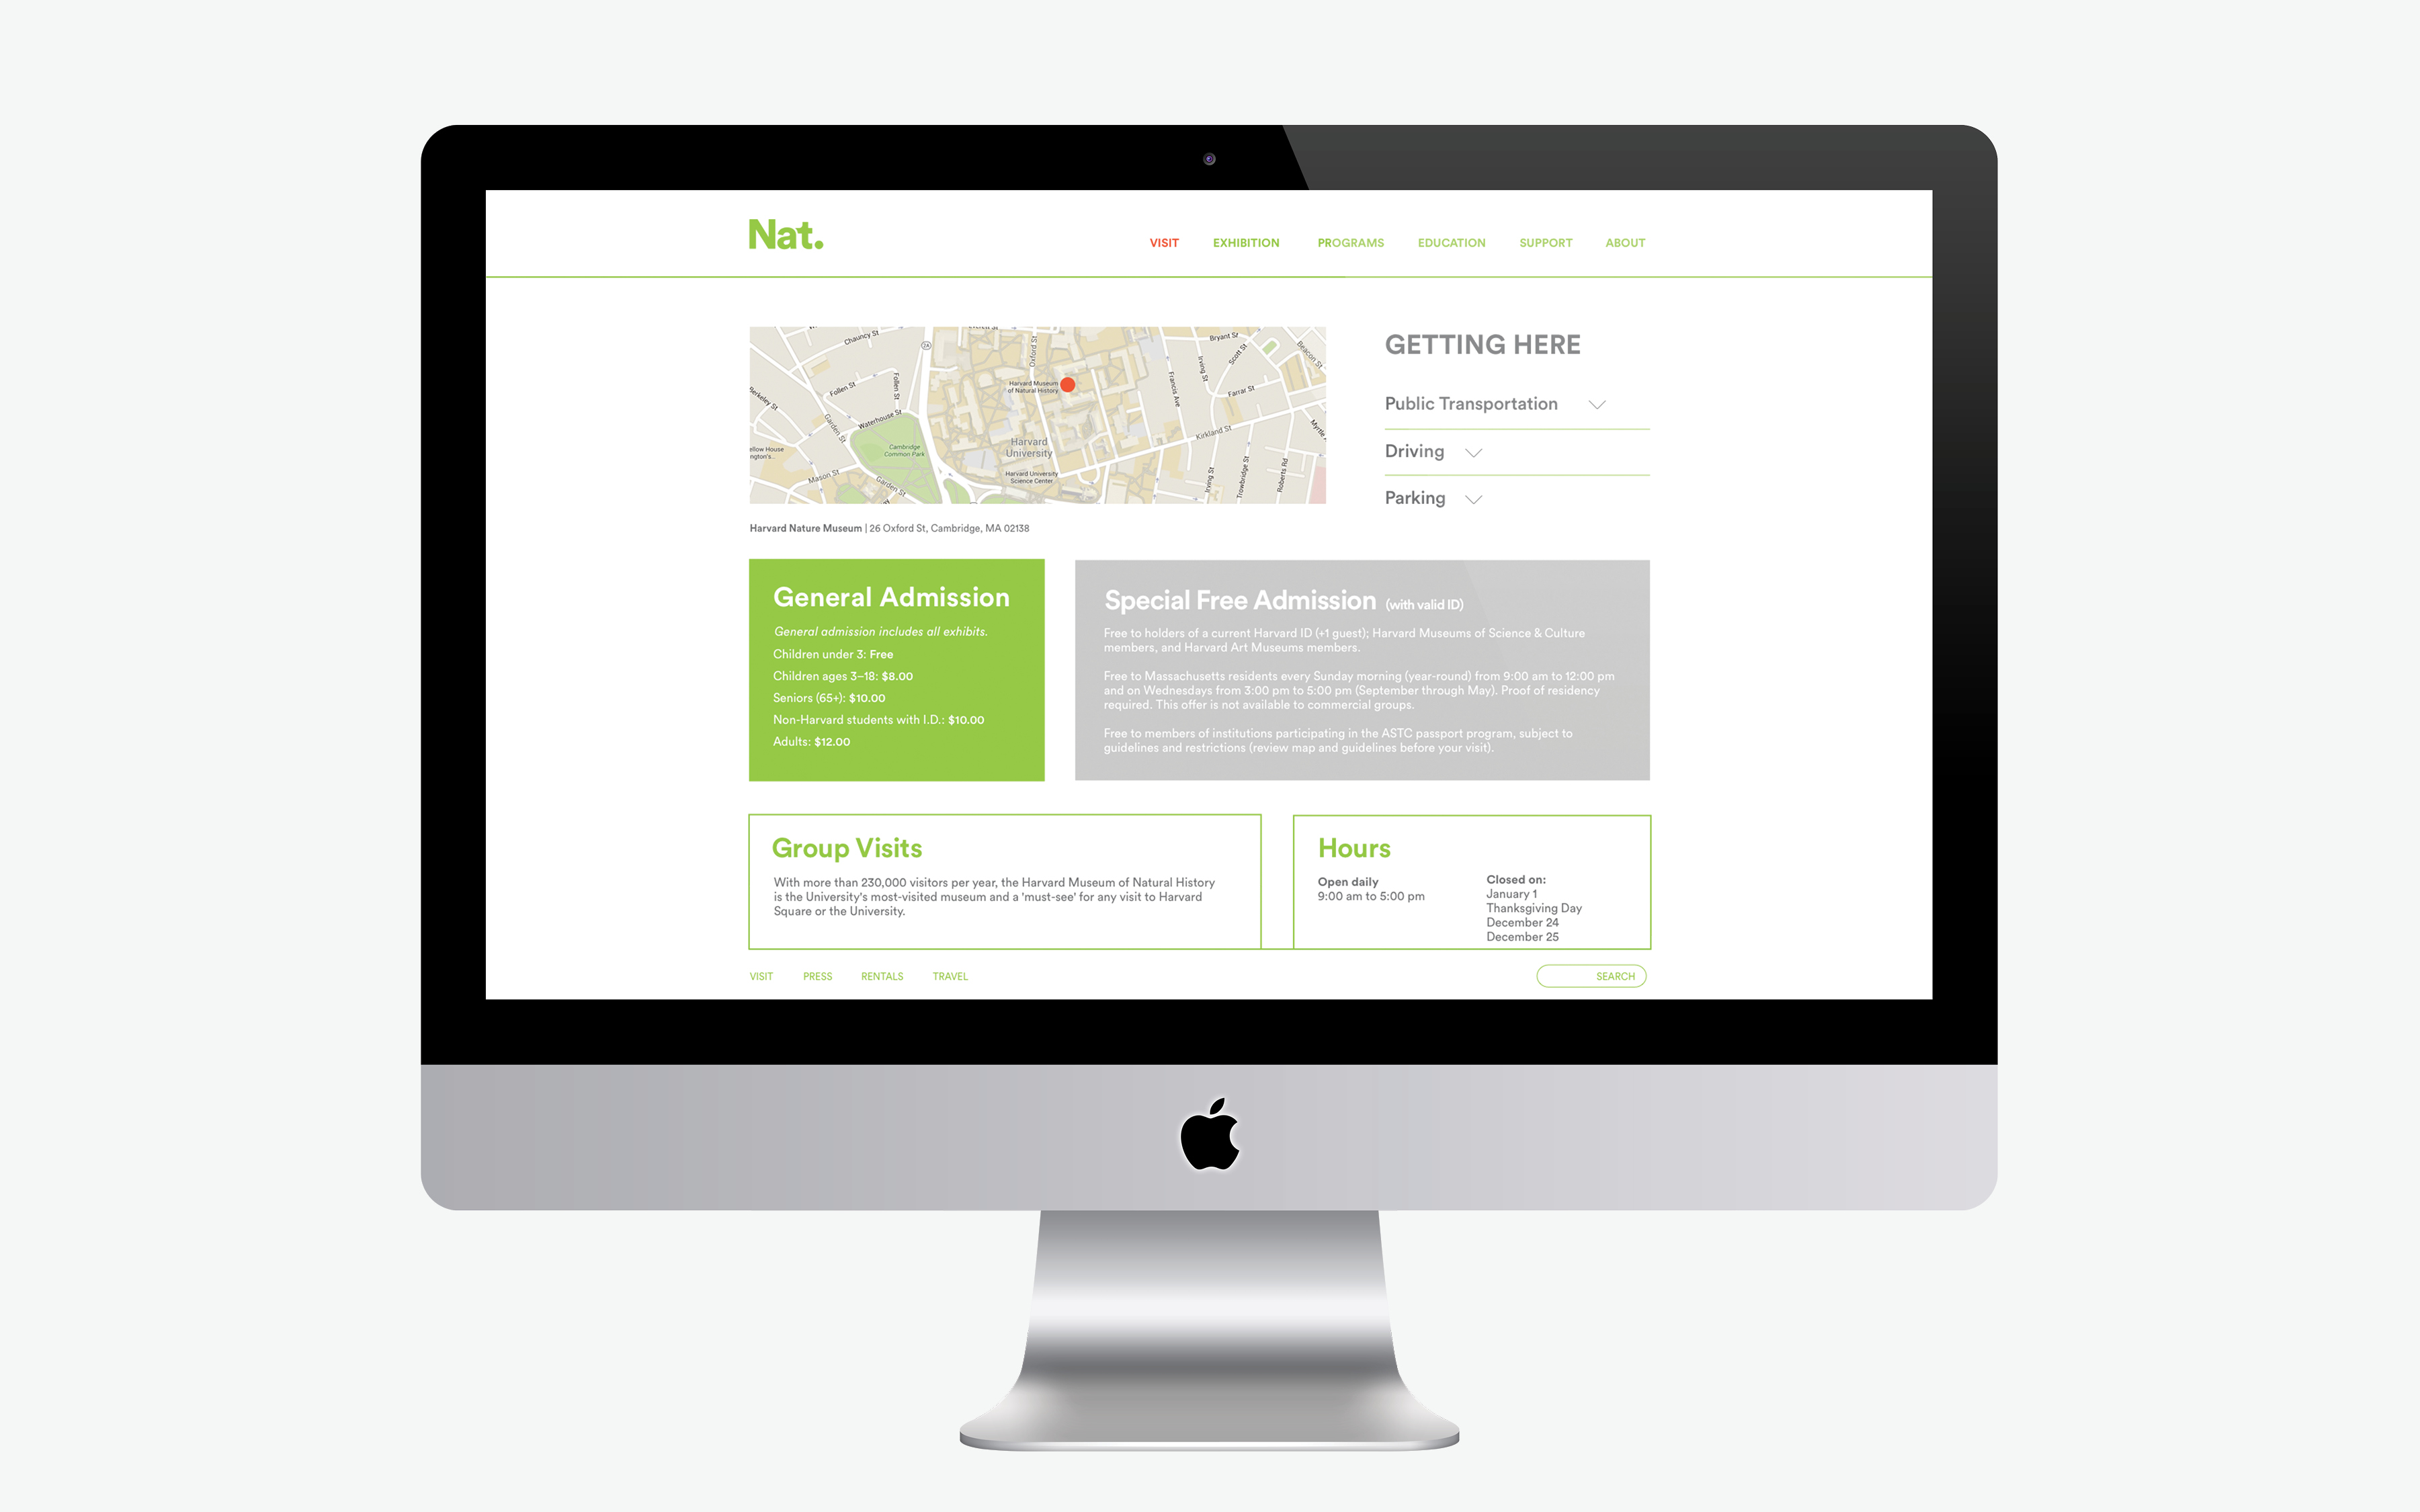 Nat.
VISIT EXHIBITION PROGRAMS EDUCATION SUPPORT ABOUT
Chauncy St
2A
Oxford St
Bryant St
Scott St
Beacon St
Follen St
Follen St
Irving St
Francis Ave
Farrar St
Harvard Museum
of Natural History
Berkeley St
Garden St
Waterhouse St
Kirkland St
Myrtle
Cambridge
Common Park
Harvard
University
ellow House
ngton's...
Mason St
Garden St
Harvard University
Science Center
Irving St
Trowbridge St
Roberts Rd
GETTING HERE
Public Transportation
Driving
Parking
Harvard Nature Museum | 26 Oxford St, Cambridge, MA 02138
General Admission
General admission includes all exhibits.
Children under 3: Free
Children ages 3–18: $8.00
Seniors (65+): $10.00
Non-Harvard students with I.D.: $10.00
Adults: $12.00
Special Free Admission (with valid ID)
Free to holders of a current Harvard ID (+1 guest); Harvard Museums of Science & Culture
members, and Harvard Art Museums members.
Free to Massachusetts residents every Sunday morning (year-round) from 9:00 am to 12:00 pm
and on Wednesdays from 3:00 pm to 5:00 pm (September through May). Proof of residency
required. This offer is not available to commercial groups.
Free to members of institutions participating in the ASTC passport program, subject to
guidelines and restrictions (review map and guidelines before your visit).
Group Visits
With more than 230,000 visitors per year, the Harvard Museum of Natural History
is the University's most-visited museum and a 'must-see' for any visit to Harvard
Square or the University.
Hours
Open daily
9:00 am to 5:00 pm
Closed on:
January 1
Thanksgiving Day
December 24
December 25
VISIT PRESS RENTALS TRAVEL
SEARCH